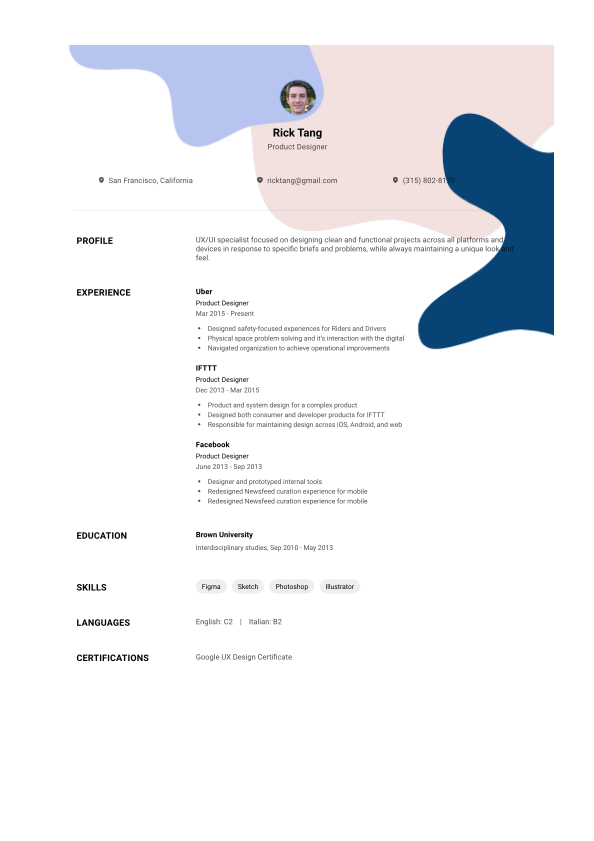 Rick Tang
Product Designer
San Francisco, California
ricktang@gmail.com
(315) 802-8179
PROFILE
UX/UI specialist focused on designing clean and functional projects across all platforms and
devices in response to specific briefs and problems, while always maintaining a unique look and
feel.
EXPERIENCE
Uber
Product Designer
Mar 2015 - Present
• Designed safety-focused experiences for Riders and Drivers
• Physical space problem solving and it's interaction with the digital
• Navigated organization to achieve operational improvements
IFTTT
Product Designer
Dec 2013 - Mar 2015
• Product and system design for a complex product
• Designed both consumer and developer products for IFTTT
• Responsible for maintaining design across iOS, Android, and web
Facebook
Product Designer
June 2013 - Sep 2013
• Designer and prototyped internal tools
• Redesigned Newsfeed curation experience for mobile
• Redesigned Newsfeed curation experience for mobile
EDUCATION
Brown University
Interdisciplinary studies, Sep 2010 - May 2013
SKILLS
Figma Sketch Photoshop Illustrator
LANGUAGES
English: C2 | Italian: B2
CERTIFICATIONS
Google UX Design Certificate